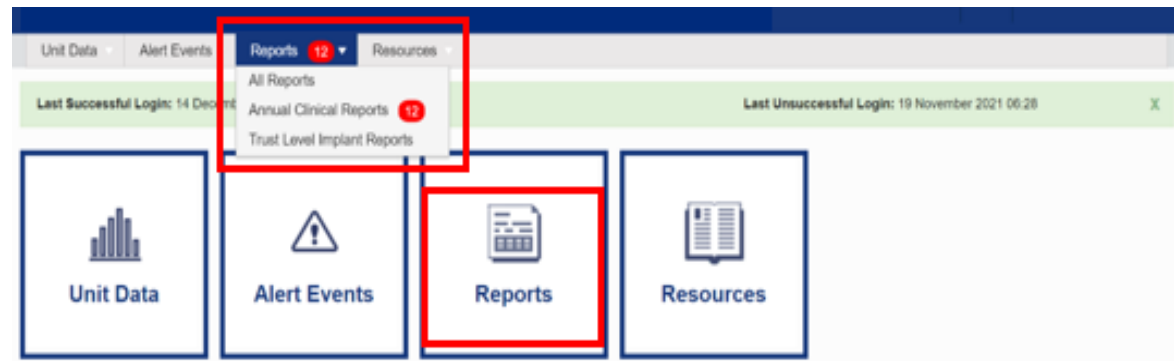 Unit Data Alert Events Reports 12 Resources
All Reports
Annual Clinical Reports 12
Trust Level Implant Reports
Last Successful Login: 14 Decem
Last Unsuccessful Login: 19 November 2021 06:28 X
Unit Data Alert Events Reports Resources